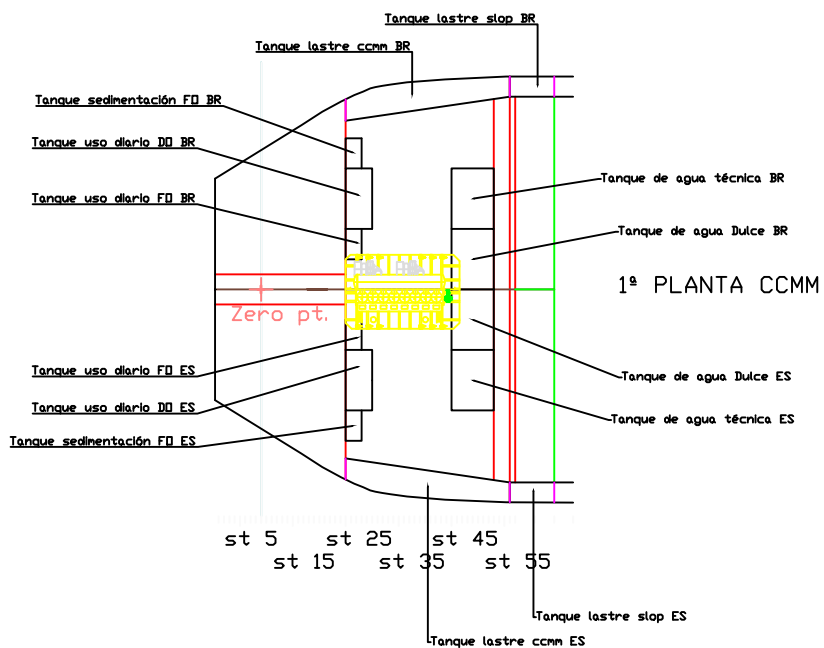 Tanque lastre slop BR
Tanque lastre ccmm BR
Tanque sedimentación FO BR
Tanque uso diario DO BR
Tanque de agua técnica BR
Tanque uso diario FO BR
Tanque de agua Dulce BR
1ª PLANTA CCMM
Zero pt.
Tanque uso diario FO ES
Tanque de agua Dulce ES
Tanque uso diario DO ES
Tanque de agua técnica ES
Tanque sedimentación FO ES
st 5 st 25 st 45
st 15 st 35 st 55
Tanque lastre slop ES
Tanque lastre ccmm ES